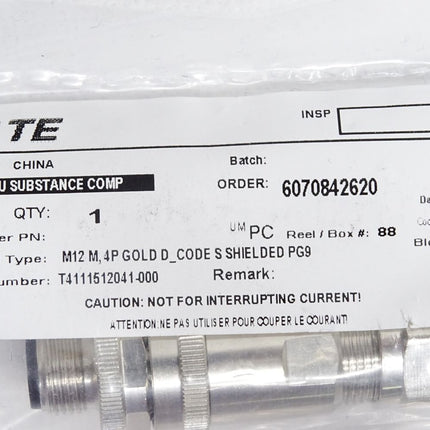 TE
INSP
CHINA
Batch:
U SUBSTANCE COMP
ORDER: 6070842620
QTY: 1
UM PC Reel / Box #: 88
er PN:
Type: M12 M, 4P GOLD D_CODE S SHIELDED PG9
umber: T4111512041-000 Remark:
CAUTION: NOT FOR INTERRUPTING CURRENT!
ATTENTION:NE PAS UTILISER POUR COUPER LE COURANT!